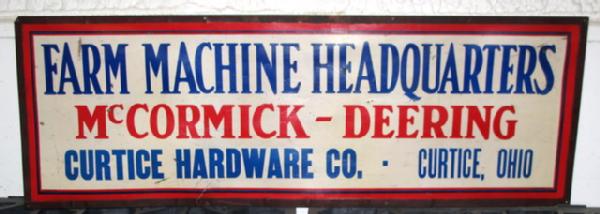 FARM MACHINE HEADQUARTERS
McCORMICK - DEERING
CURTICE HARDWARE CO. · CURTICE, OHIO